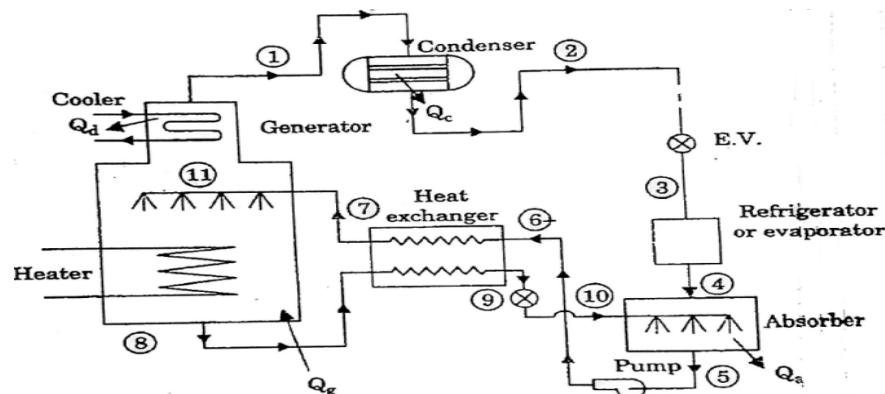 1
Condenser
2
Cooler
Qd
Generator
Qc
E.V.
11
7
Heat
exchanger
6
3
Refrigerator
or evaporator
Heater
9
10
4
Absorber
8
Qg
Pump
5
Qa